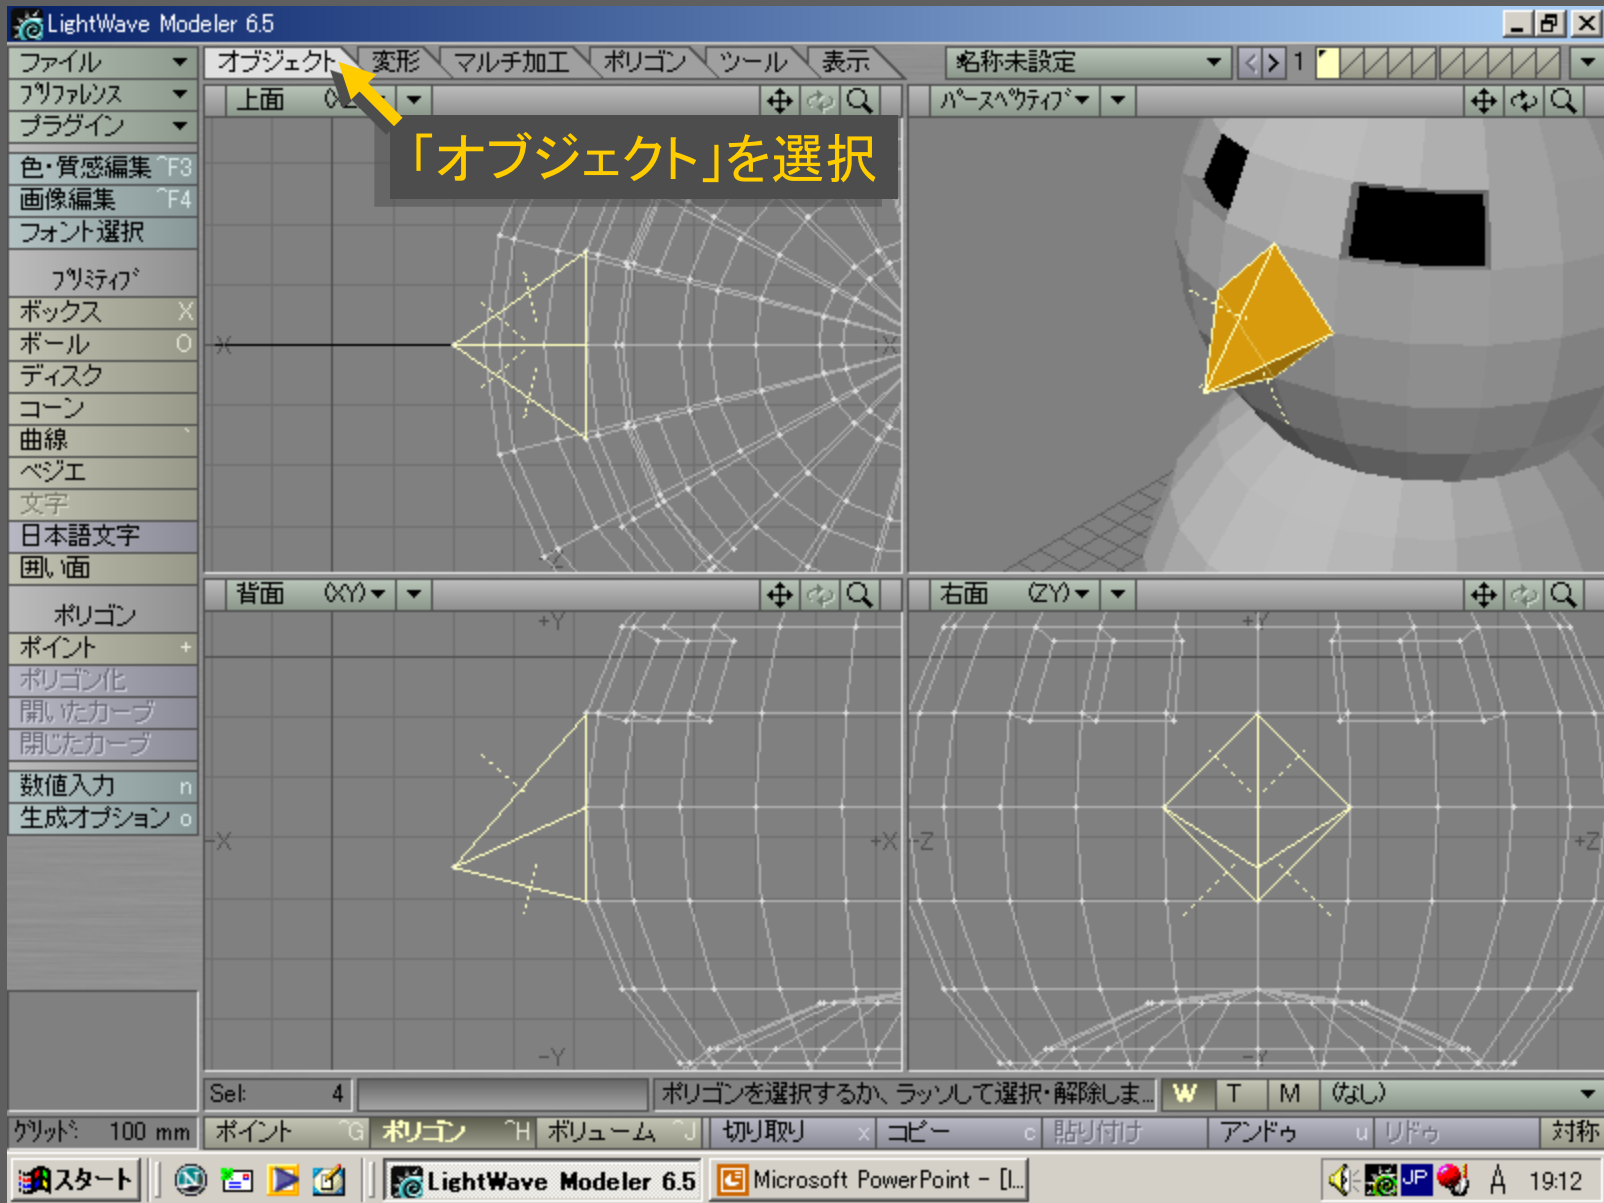 LightWave Modeler 6.5
ファイル
オブジェクト 変形 マルチ加工 ポリゴン ツール 表示 名称未設定 1
プリファレンス
上面
パースペクティブ
プラグイン
「オブジェクト」を選択
色・質感編集 ^F3
画像編集 ^F4
フォント選択
プリミティブ
ボックス X
ボール O
ディスク
コーン
曲線 `
ベジエ
文字
日本語文字
囲い面
ポリゴン
ポイント +
ポリゴン化
開いたカーブ
閉じたカーブ
数値入力 n
生成オプション o
-X
背面 (XY)
+Y
-X
+X
-Y
右面 (ZY)
+Y
-Z
+Z
-Y
Sel: 4
ポリゴンを選択するか、ラッソして選択・解除しま...
W T M (なし)
グリッド: 100 mm
ポイント ^G ポリゴン ^H ボリューム ^J 切り取り x コピー c 貼り付け アンドゥ u リドゥ 対称
スタート
LightWave Modeler 6.5
Microsoft PowerPoint - [l...
JP A 19:12